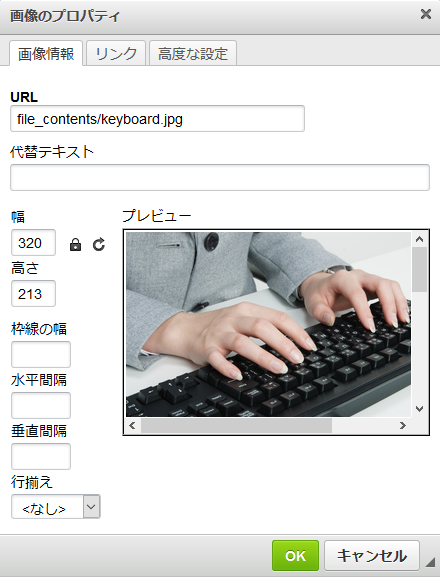 画像のプロパティ
画像情報 リンク 高度な設定
URL
file_contents/keyboard.jpg
代替テキスト
幅
320
高さ
213
枠線の幅
水平間隔
垂直間隔
行揃え
<なし>
プレビュー
OK キャンセル